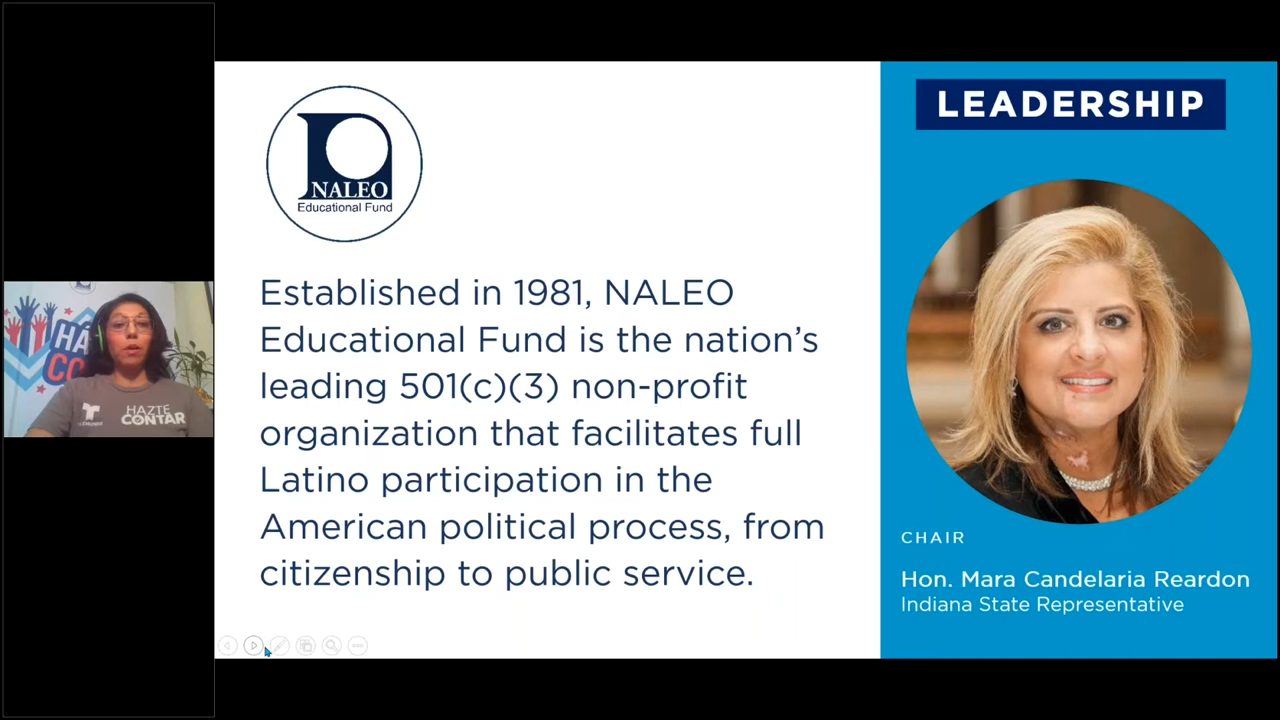 NALEO
Educational Fund
LEADERSHIP
Established in 1981, NALEO
Educational Fund is the nation's
leading 501(c)(3) non-profit
organization that facilitates full
Latino participation in the
American political process, from
citizenship to public service.
CHAIR
Hon. Mara Candelaria Reardon
Indiana State Representative
HÁ
CO
HAZTE
CONTAR